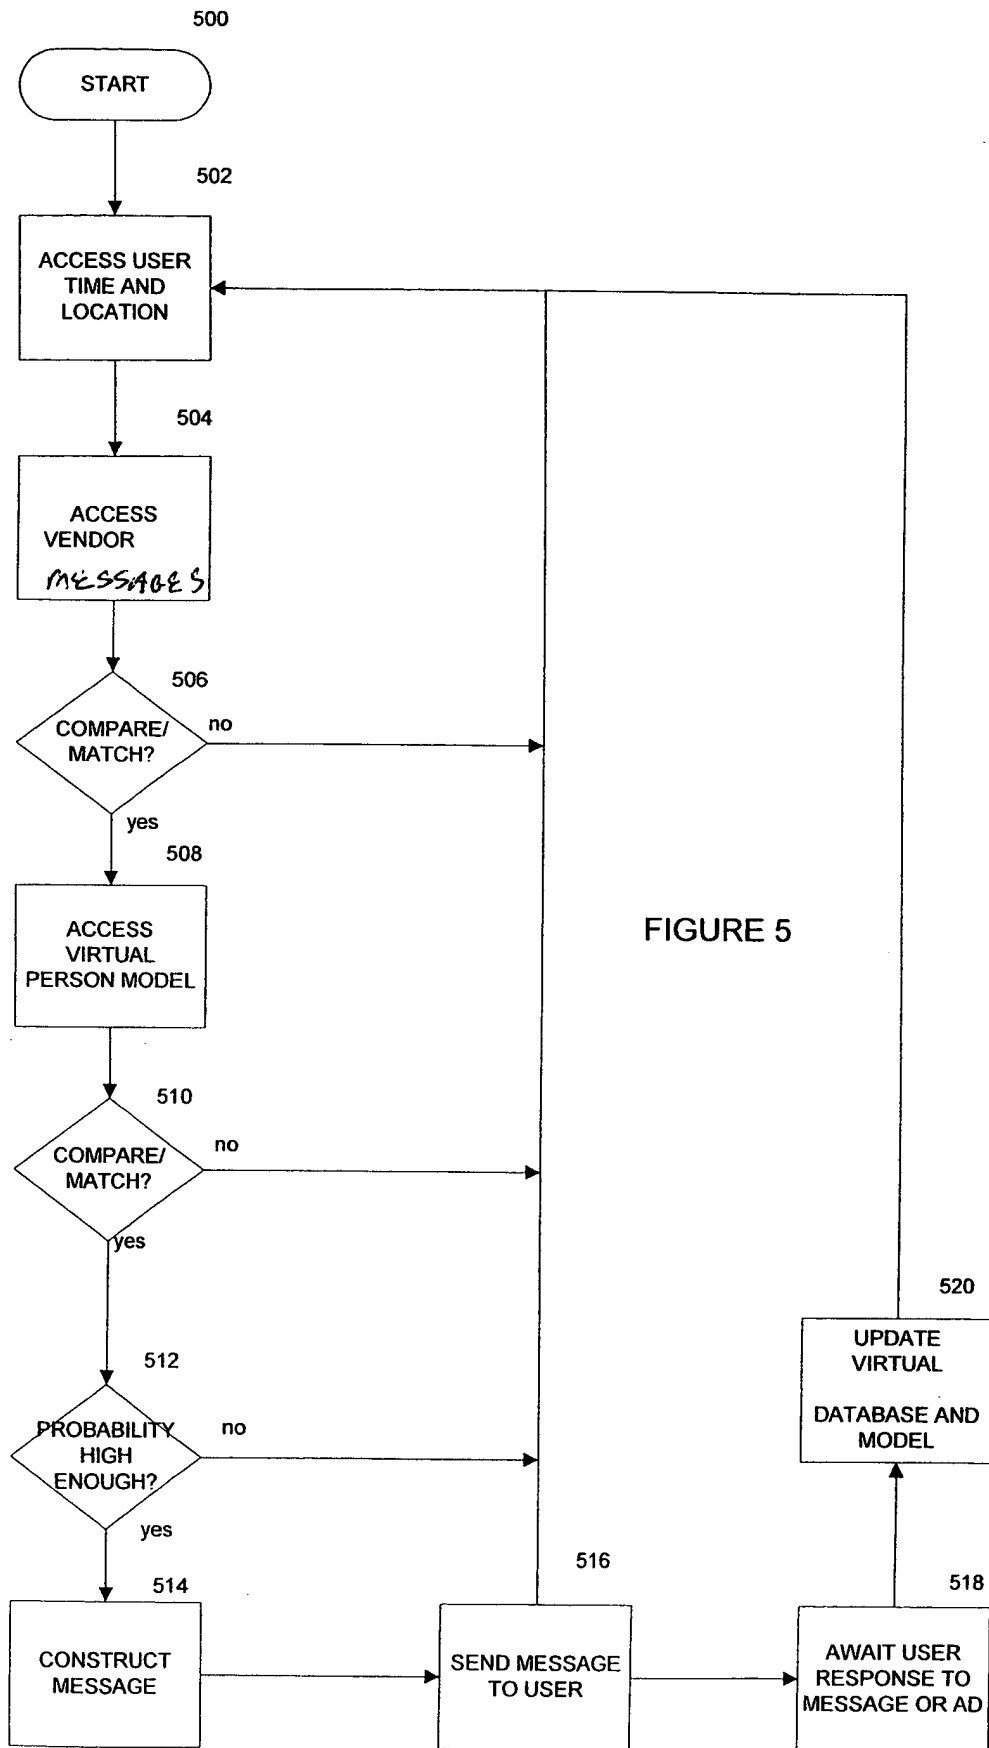 500
START
502
ACCESS USER
TIME AND
LOCATION
504
ACCESS
VENDOR
MESSAGES
506
COMPARE/
MATCH?
no
yes
508
ACCESS
VIRTUAL
PERSON MODEL
FIGURE 5
510
COMPARE/
MATCH?
no
yes
512
PROBABILITY
HIGH
ENOUGH?
no
yes
514
CONSTRUCT
MESSAGE
516
SEND MESSAGE
TO USER
518
AWAIT USER
RESPONSE TO
MESSAGE OR AD
520
UPDATE
VIRTUAL
DATABASE AND
MODEL